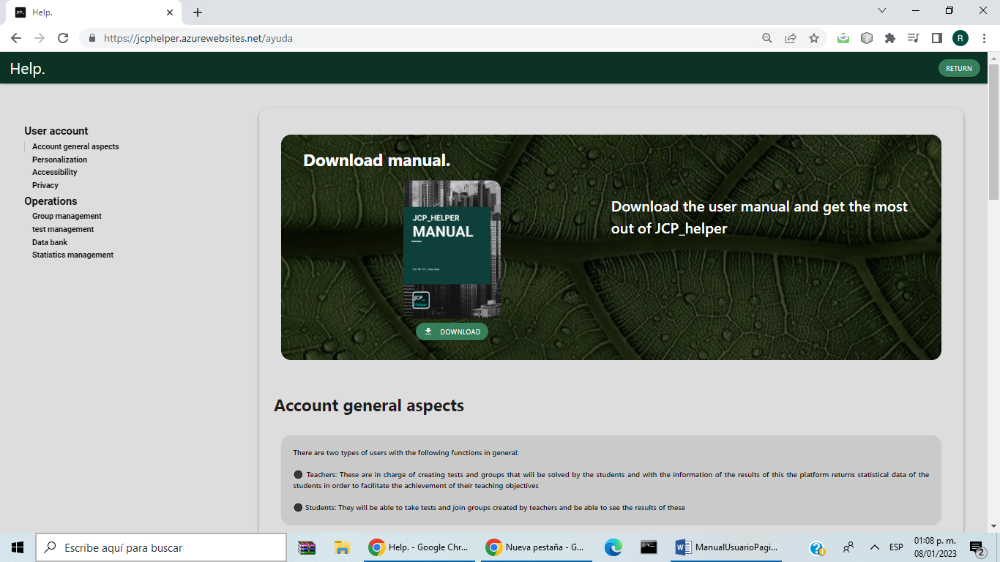 Help.
https://jcphelper.azurewebsites.net/ayuda
R
Help.
RETURN
User account
Account general aspects
Personalization
Accessibility
Privacy
Operations
Group management
test management
Data bank
Statistics management
Download manual.
JCP_HELPER
MANUAL
JCP_
Helper
DOWNLOAD
Download the user manual and get the most
out of JCP_helper
Account general aspects
There are two types of users with the following functions in general:
Teachers: These are in charge of creating tests and groups that will be solved by the students and with the information of the results of this the platform returns statistical data of the
students in order to facilitate the achievement of their teaching objectives
Students: They will be able to take tests and join groups created by teachers and be able to see the results of these
Escribe aquí para buscar
Help. - Google Chr...
Nueva pestaña - G...
ManualUsuarioPagi...
ESP
01:08 p. m.
08/01/2023
2